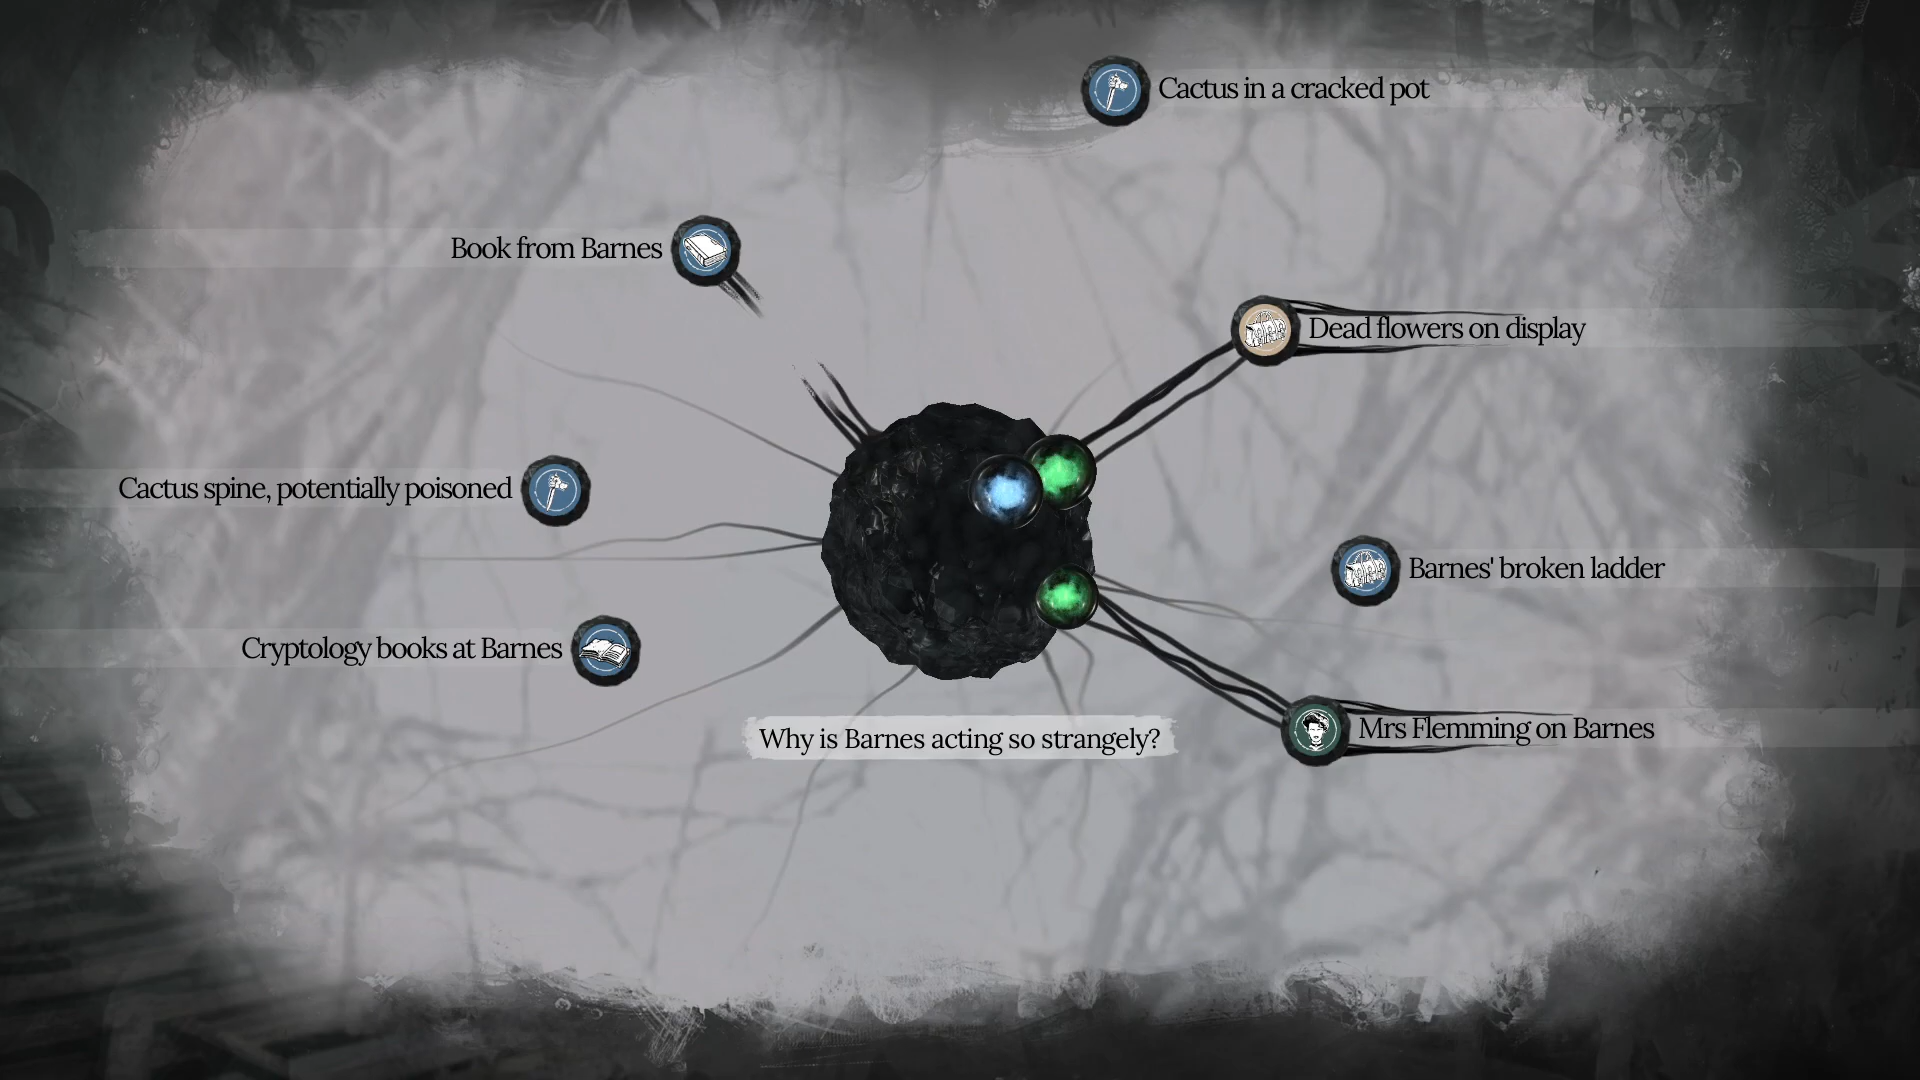 Cactus in a cracked pot
Book from Barnes
Dead flowers on display
Cactus spine, potentially poisoned
Barnes' broken ladder
Cryptology books at Barnes
Mrs Flemming on Barnes
Why is Barnes acting so strangely?